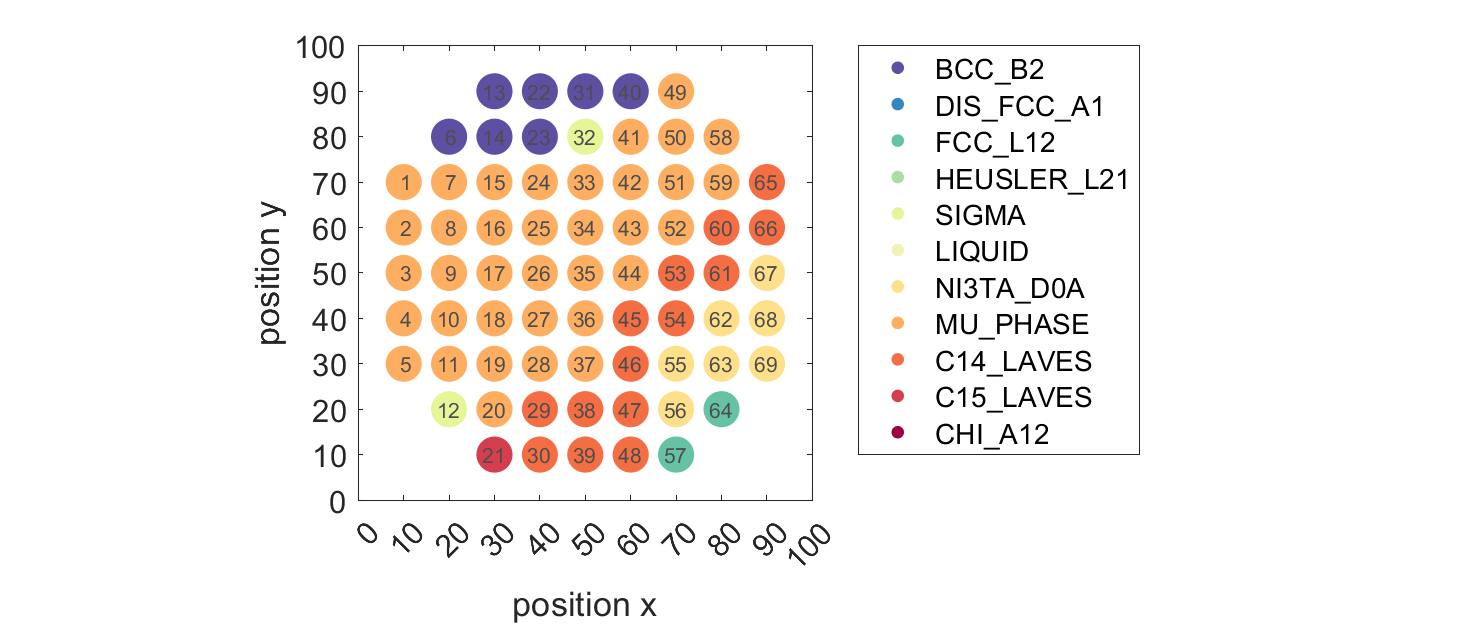 100
90
80
70
60
50
40
30
20
10
0
position y
13 22 31 40 49
6 14 23 32 41 50 58
1 7 15 24 33 42 51 59 65
2 8 16 25 34 43 52 60 66
3 9 17 26 35 44 53 61 67
4 10 18 27 36 45 54 62 68
5 11 19 28 37 46 55 63 69
12 20 29 38 47 56 64
21 30 39 48 57
0 10 20 30 40 50 60 70 80 90 100
position x
BCC_B2
DIS_FCC_A1
FCC_L12
HEUSLER_L21
SIGMA
LIQUID
NI3TA_D0A
MU_PHASE
C14_LAVES
C15_LAVES
CHI_A12